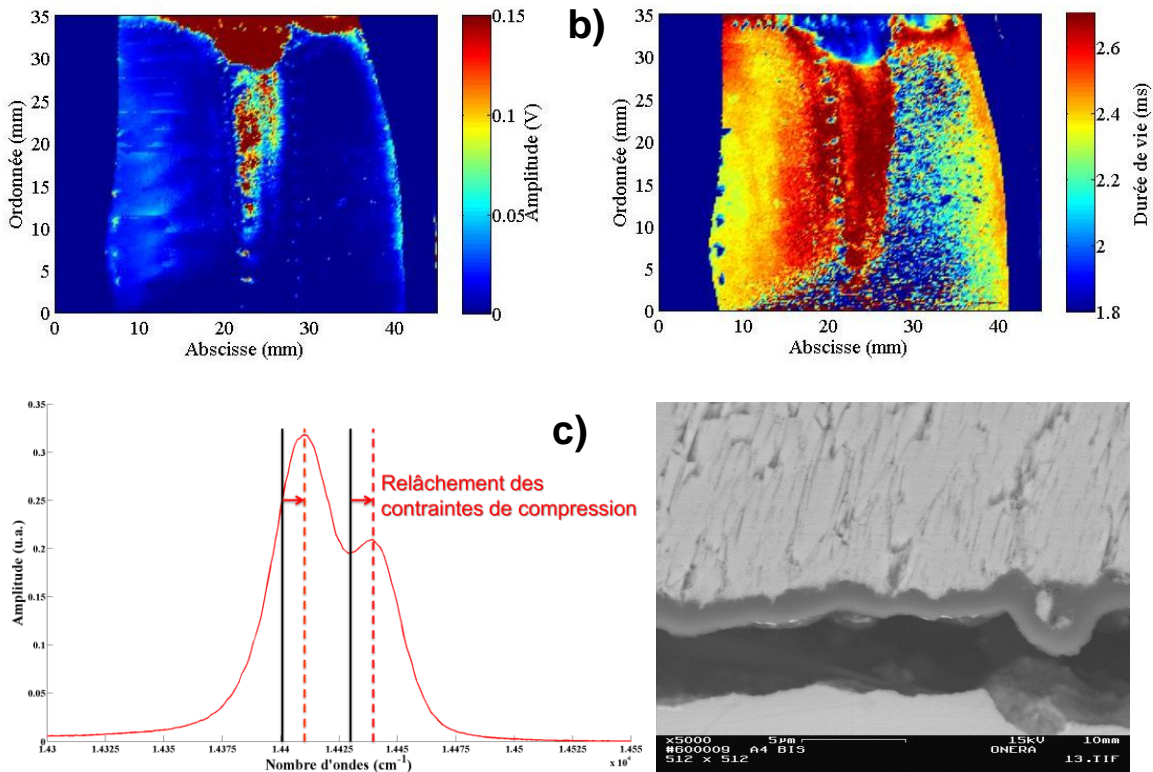 35
30
25
20
15
10
5
0
Ordonnée (mm)
0 10 20 30 40
Abscisse (mm)
0.15
0.1
0.05
0
Amplitude (V)
b)
35
30
25
20
15
10
5
0
Ordonnée (mm)
0 10 20 30 40
Abscisse (mm)
2.6
2.4
2.2
2
1.8
Durée de vie (ms)
c)
0.35
0.3
0.25
0.2
0.15
0.1
0.05
0
Amplitude (u.a.)
Relâchement des
contraintes de compression
1.43 1.4325 1.435 1.4375 1.44 1.4425 1.445 1.4475 1.45 1.4525 1.455
x 10⁴
Nombre d'ondes (cm⁻¹)
x5000 5µm 15kV 10mm
#600009 A4 BIS ONERA
512 x 512 13.TIF